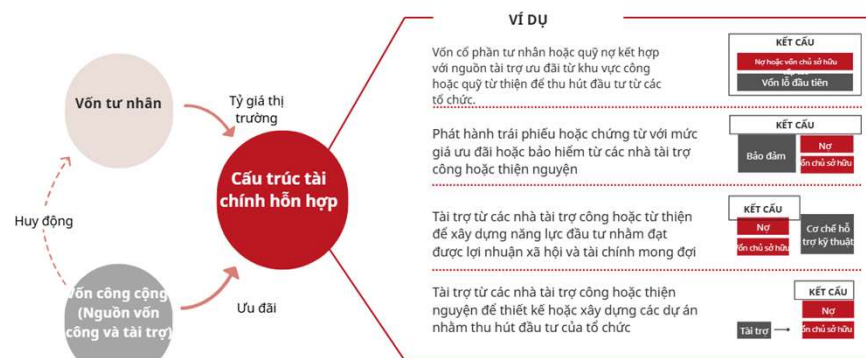 VÍ DỤ
Vốn tư nhân
Tỷ giá thị
trường
Cấu trúc tài
chính hỗn hợp
Huy động
Vốn công cộng
(Nguồn vốn
công và tài trợ)
Ưu đãi
Vốn cổ phần tư nhân hoặc quỹ nợ kết hợp
với nguồn tài trợ ưu đãi từ khu vực công
hoặc quỹ từ thiện để thu hút đầu tư từ các
tổ chức.
KẾT CẤU
Nợ hoặc vốn chủ sở hữu
Vốn lỗ đầu tiên
Phát hành trái phiếu hoặc chứng từ với mức
giá ưu đãi hoặc bảo hiểm từ các nhà tài trợ
công hoặc thiện nguyện
KẾT CẤU
Bảo đảm
Nợ
ốn chủ sở hữu
Tài trợ từ các nhà tài trợ công hoặc từ thiện
để xây dựng năng lực đầu tư nhằm đạt
được lợi nhuận xã hội và tài chính mong đợi
KẾT CẤU
Nợ
ốn chủ sở hữu
Cơ chế hỗ
trợ kỹ thuật
Tài trợ từ các nhà tài trợ công hoặc thiện
nguyện để thiết kế hoặc xây dựng các dự án
nhằm thu hút đầu tư của tổ chức
KẾT CẤU
Tài trợ
Nợ
ốn chủ sở hữu